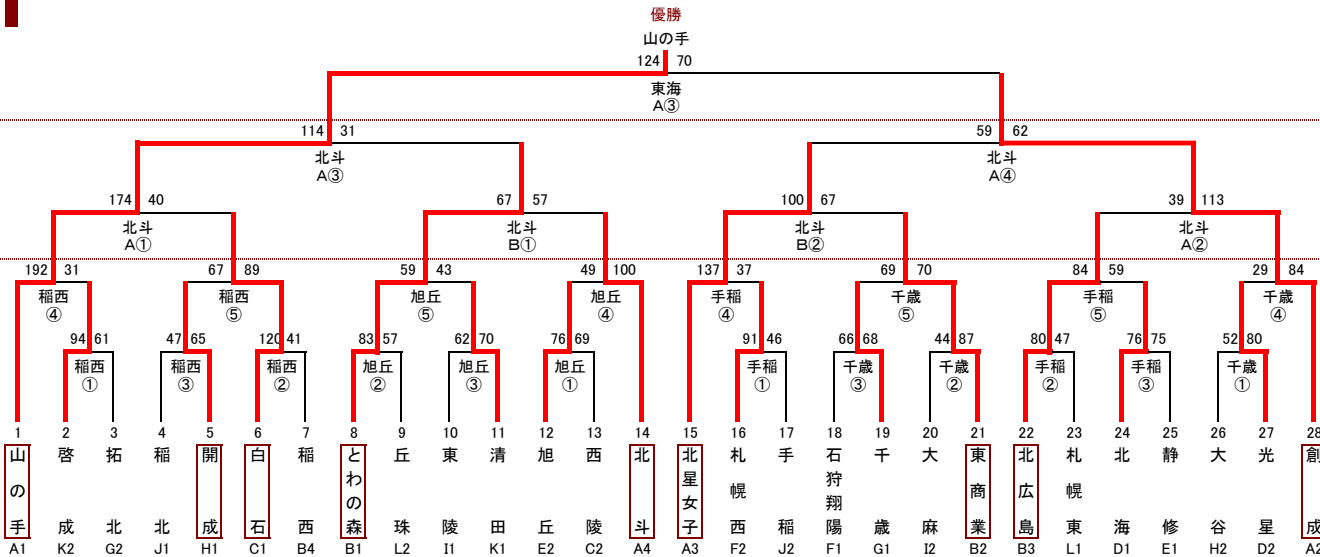 優勝
山の手
124 70
東海
A③
114 31
北斗
A③
59 62
北斗
A④
174 40
北斗
A①
67 57
北斗
B①
100 67
北斗
B②
39 113
北斗
A②
192 31
稲西
④
67 89
稲西
⑤
59 43
旭丘
⑤
49 100
旭丘
④
137 37
手稲
④
69 70
千歳
⑤
84 59
手稲
⑤
29 84
千歳
④
94 61
稲西
①
47 65
稲西
③
120 41
稲西
②
83 57
旭丘
②
62 70
旭丘
③
76 69
旭丘
①
91 46
手稲
①
66 68
千歳
③
44 87
千歳
②
80 47
手稲
②
76 75
手稲
③
52 80
千歳
①
1 2 3 4 5 6 7 8 9 10 11 12 13 14 15 16 17 18 19 20 21 22 23 24 25 26 27 28
山の手
啓成
拓北
稲北
開成
白石
稲西
とわの森
丘珠
東陵
清田
旭丘
西陵
北斗
北星女子
札幌西
手稲
石狩翔陽
千歳
大麻
東商業
北広島
札幌東
北海
静修
大谷
光星
創成
A1 K2 G2 J1 H1 C1 B4 B1 L2 I1 K1 E2 C2 A4 A3 F2 J2 F1 G1 I2 B2 B3 L1 D1 E1 H2 D2 A2